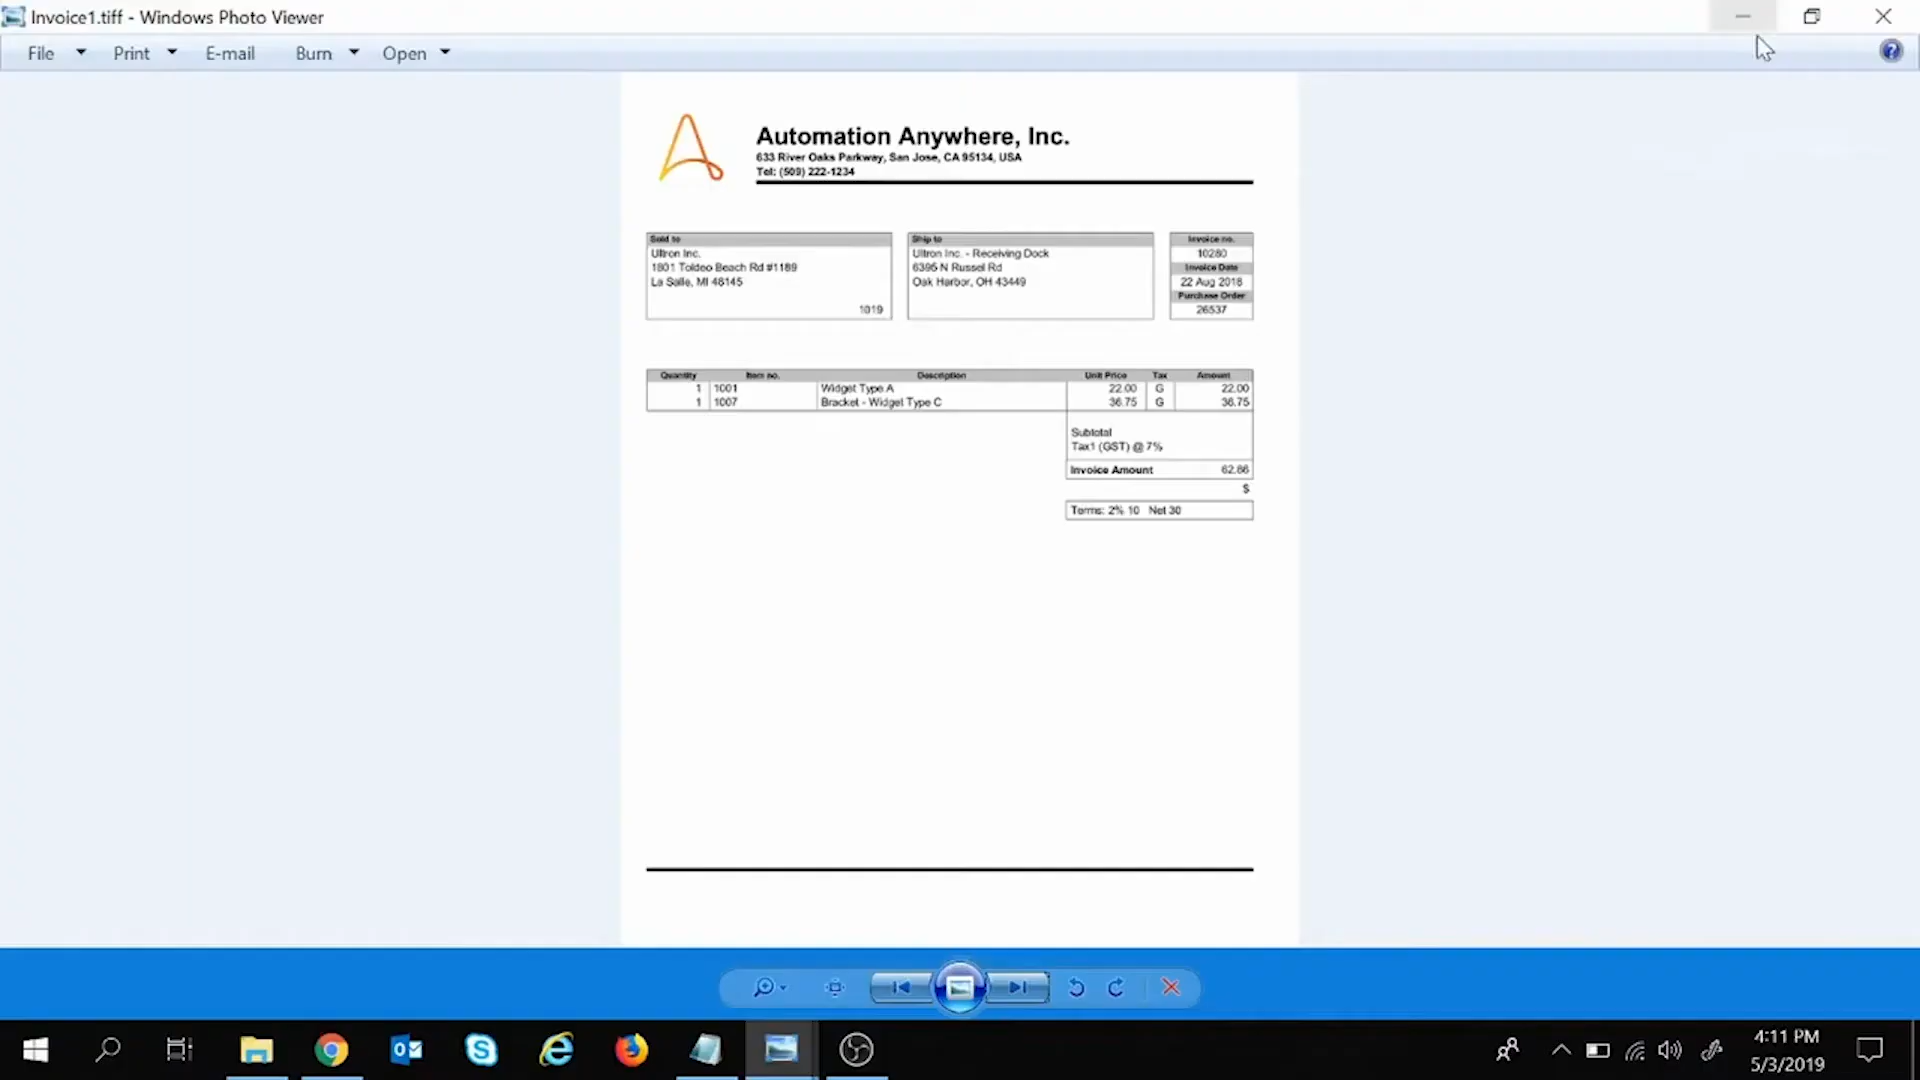 Invoice1.tiff - Windows Photo Viewer
File Print E-mail Burn Open
Automation Anywhere, Inc.
633 River Oaks Parkway, San Jose, CA 95134, USA
Tel: (509) 222-1234
Sold to
Ultron Inc.
1801 Toldeo Beach Rd #1189
La Salle, MI 48145
1019
Ship to
Ultron Inc. - Receiving Dock
6395 N Russel Rd
Oak Harbor, OH 43449
Invoice no.
10280
Invoice Date
22 Aug 2018
Purchase Order
26537
Quantity Item no. Description Unit Price Tax Amount
1 1001 Widget Type A 22.00 G 22.00
1 1007 Bracket - Widget Type C 36.75 G 36.75
Subtotal
Tax1 (GST) @ 7%
Invoice Amount 62.86
$
Terms: 2% 10 Net 30
4:11 PM
5/3/2019